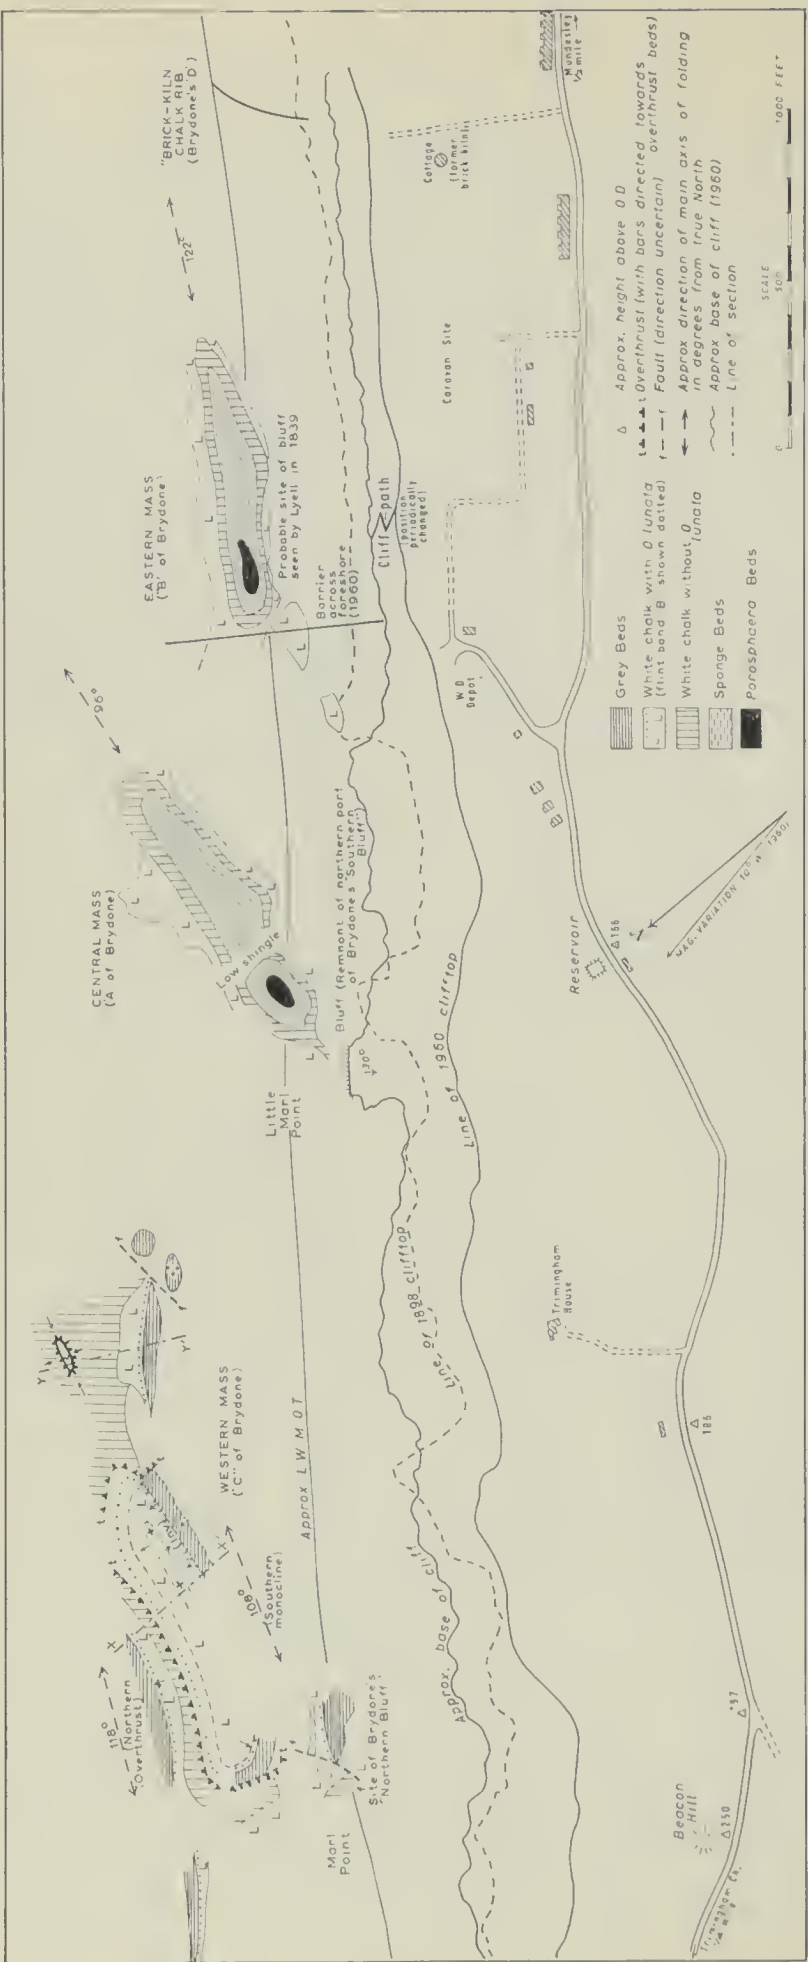 "BRICK-KILN
CHALK RIB
(Brydone's 'D')
122°
EASTERN MASS
("B" of Brydone)
Probable site of bluff
seen by Lyell in 1839
Barrier
across
foreshore
(1960)
96°
CENTRAL MASS
(A of Brydone)
Low shingle
Little
Marl
Point
Bluff (Remnant of northern part
of Brydone's "Southern
Bluff")
130°
WESTERN MASS
("C" of Brydone)
APPROX L W M O T
108°
(Southern
monocline)
118°
(Northern
Overthrust)
Site of Brydone's
"Northern Bluff"
Marl
Point
Approx. base of cliff
Line of 1898 clifftop
Line of 1960 clifftop
Cliff path
(position
periodically
changed)
Caravan Site
Cottage
(former
brick kiln)
Mundesley
1/2 mile
W D
Depot
Reservoir
△166
Trimingham
House
△
186
△
Beacon
Hill
△250
Trimingham Ch.
MAG. VARIATION 10° W 1960
Grey Beds
White chalk with O lunata
(flint band B shown dotted)
White chalk without O
lunata
Sponge Beds
Porosphaera Beds
△ Approx. height above O D
t t Overthrust (with bars directed towards
overthrust beds)
f f Fault (direction uncertain)
Approx direction of main axis of folding
in degrees from true North
Approx base of cliff (1960)
Line of section
SCALE
0 500 1000 FEET
L
L
L
L
X
X'
Y
Y'